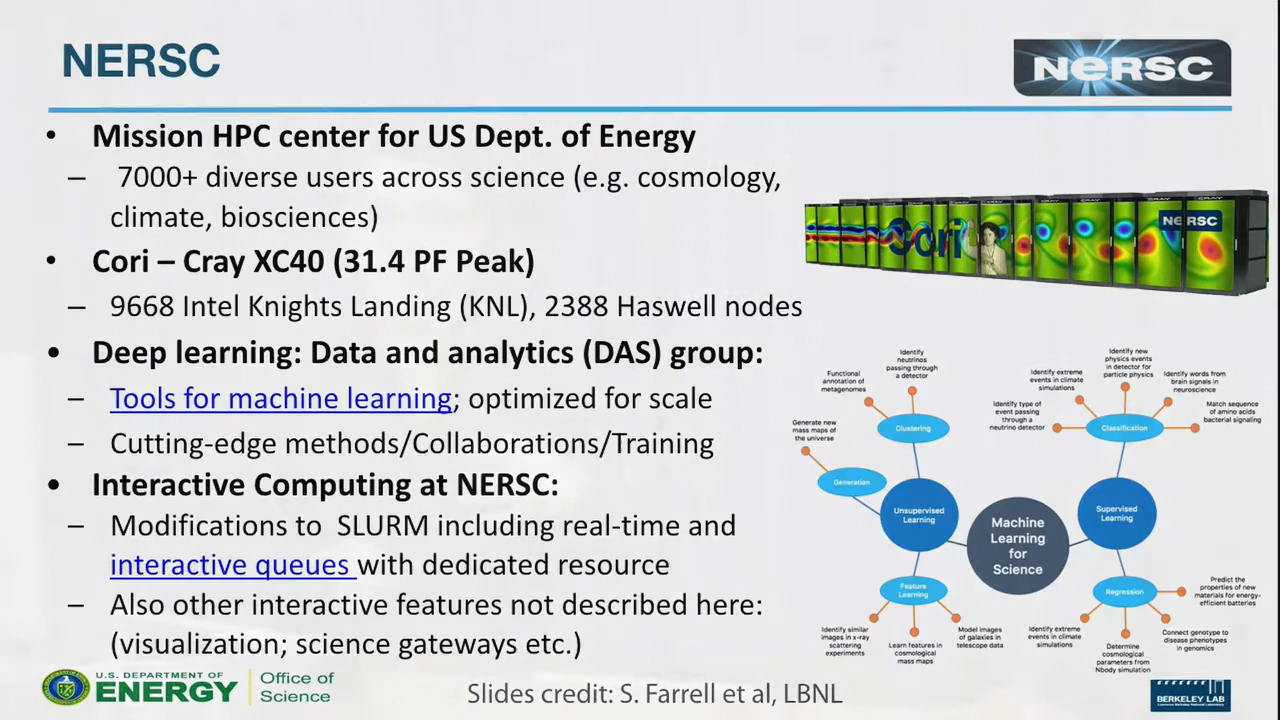 NERSC
NERSC
• Mission HPC center for US Dept. of Energy
– 7000+ diverse users across science (e.g. cosmology,
climate, biosciences)
• Cori – Cray XC40 (31.4 PF Peak)
– 9668 Intel Knights Landing (KNL), 2388 Haswell nodes
• Deep learning: Data and analytics (DAS) group:
– Tools for machine learning; optimized for scale
– Cutting-edge methods/Collaborations/Training
• Interactive Computing at NERSC:
– Modifications to SLURM including real-time and
interactive queues with dedicated resource
– Also other interactive features not described here:
(visualization; science gateways etc.)
Cori
NERSC
Identify
neutrinos
passing through
a detector
Functional
annotation of
metagenomes
Generate new
mass maps of
the universe
Clustering
Generation
Unsupervised
Learning
Feature
Learning
Identify similar
images in x-ray
scattering
experiments
Learn features in
cosmological
mass maps
Model images
of galaxies in
telescope data
Machine
Learning
for
Science
Identify new
physics events
in detector for
particle physics
Identify extreme
events in climate
simulations
Identify words from
brain signals in
neuroscience
Identify type of
event passing
through a
neutrino detector
Match sequence
of amino acids
bacterial signaling
Classification
Supervised
Learning
Regression
Predict the
properties of new
materials for energy-
efficient batteries
Identify extreme
events in climate
simulations
Determine
cosmological
parameters from
Nbody simulation
Connect genotype to
disease phenotypes
in genomics
U.S. DEPARTMENT OF
ENERGY
Office of
Science
Slides credit: S. Farrell et al, LBNL
BERKELEY LAB
Lawrence Berkeley National Laboratory